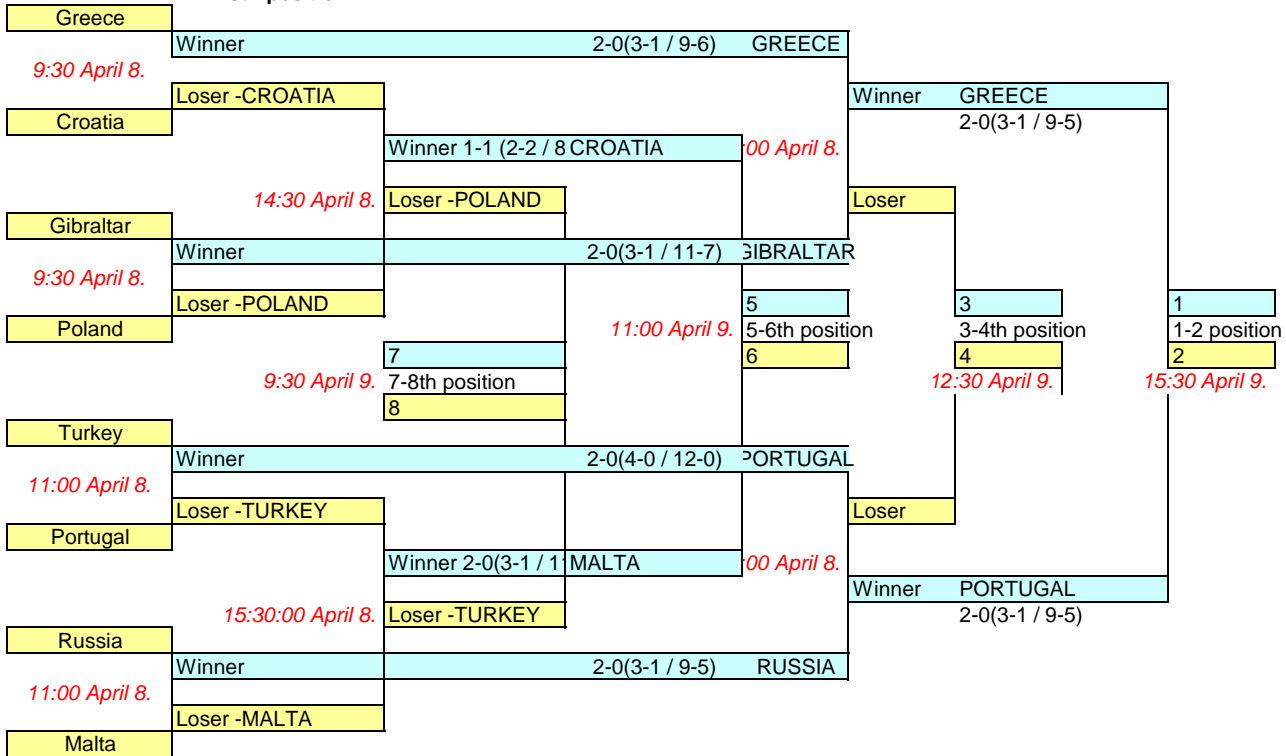 Greece
Winner 2-0(3-1 / 9-6) GREECE
9:30 April 8.
Loser -CROATIA
Winner GREECE
Croatia
2-0(3-1 / 9-5)
Winner 1-1 (2-2 / 8 CROATIA
:00 April 8.
14:30 April 8.
Loser -POLAND
Loser
Gibraltar
Winner 2-0(3-1 / 11-7) GIBRALTAR
9:30 April 8.
Loser -POLAND
5
3
1
Poland
11:00 April 9.
5-6th position
3-4th position
1-2 position
7
6
4
2
9:30 April 9.
7-8th position
12:30 April 9.
15:30 April 9.
8
Turkey
Winner 2-0(4-0 / 12-0) PORTUGAL
11:00 April 8.
Loser -TURKEY
Loser
Portugal
Winner 2-0(3-1 / 1 MALTA
:00 April 8.
Winner PORTUGAL
15:30:00 April 8.
Loser -TURKEY
2-0(3-1 / 9-5)
Russia
Winner 2-0(3-1 / 9-5) RUSSIA
11:00 April 8.
Loser -MALTA
Malta